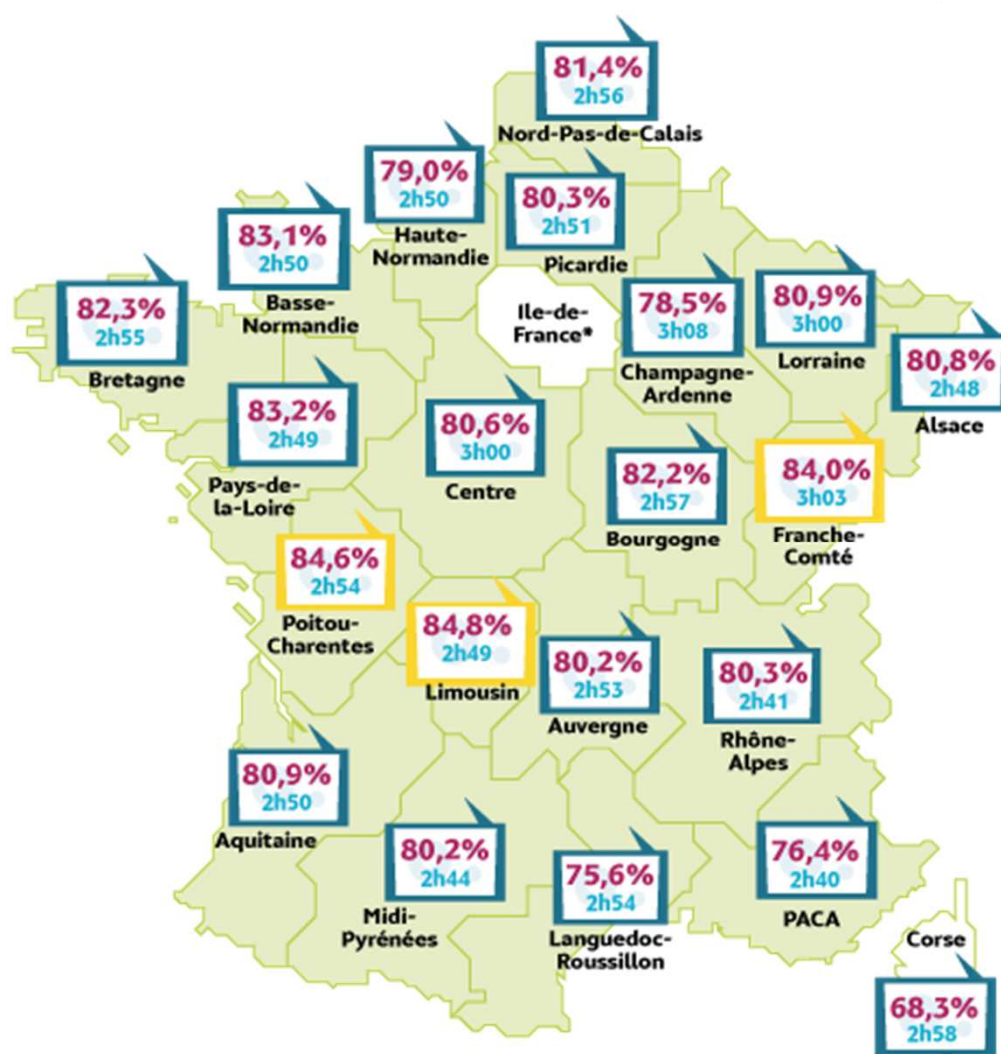 81,4%
2h56
Nord-Pas-de-Calais
79,0%
2h50
Haute-
Normandie
80,3%
2h51
Picardie
83,1%
2h50
Basse-
Normandie
82,3%
2h55
Bretagne
Ile-de-
France*
78,5%
3h08
Champagne-
Ardenne
80,9%
3h00
Lorraine
80,8%
2h48
Alsace
83,2%
2h49
Pays-de-
la-Loire
80,6%
3h00
Centre
82,2%
2h57
Bourgogne
84,0%
3h03
Franche-
Comté
84,6%
2h54
Poitou-
Charentes
84,8%
2h49
Limousin
80,2%
2h53
Auvergne
80,3%
2h41
Rhône-
Alpes
80,9%
2h50
Aquitaine
80,2%
2h44
Midi-
Pyrénées
75,6%
2h54
Languedoc-
Roussillon
76,4%
2h40
PACA
Corse
68,3%
2h58